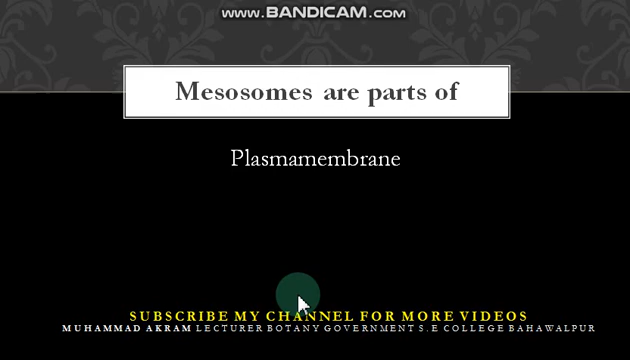 www.BANDICAM.com
Mesosomes are parts of
Plasmamembrane
SUBSCRIBE MY CHANNEL FOR MORE VIDEOS
MUHAMMAD AKRAM LECTURER BOTANY GOVERNMENT S.E COLLEGE BAHAWALPUR